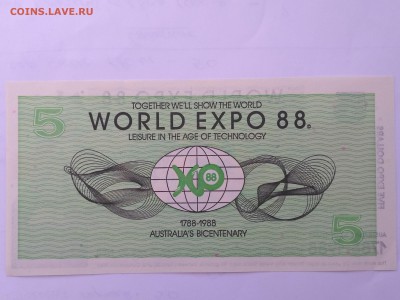 COINS.LAVE.RU
TOGETHER WE'LL SHOW THE WORLD
WORLD EXPO 88®
LEISURE IN THE AGE OF TECHNOLOGY
5
88
1788-1988
AUSTRALIA'S BICENTENARY
5